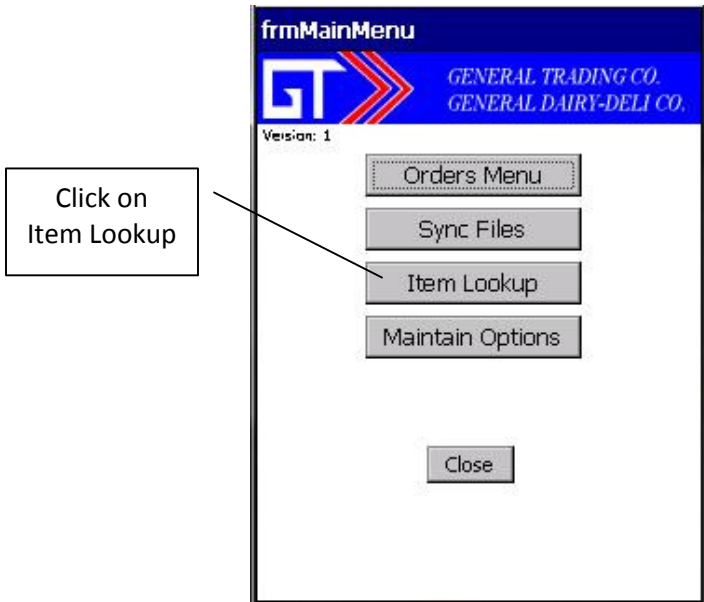 frmMainMenu
GT
GENERAL TRADING CO.
GENERAL DAIRY-DELI CO.
Version: 1
Orders Menu
Click on
Item Lookup
Sync Files
Item Lookup
Maintain Options
Close